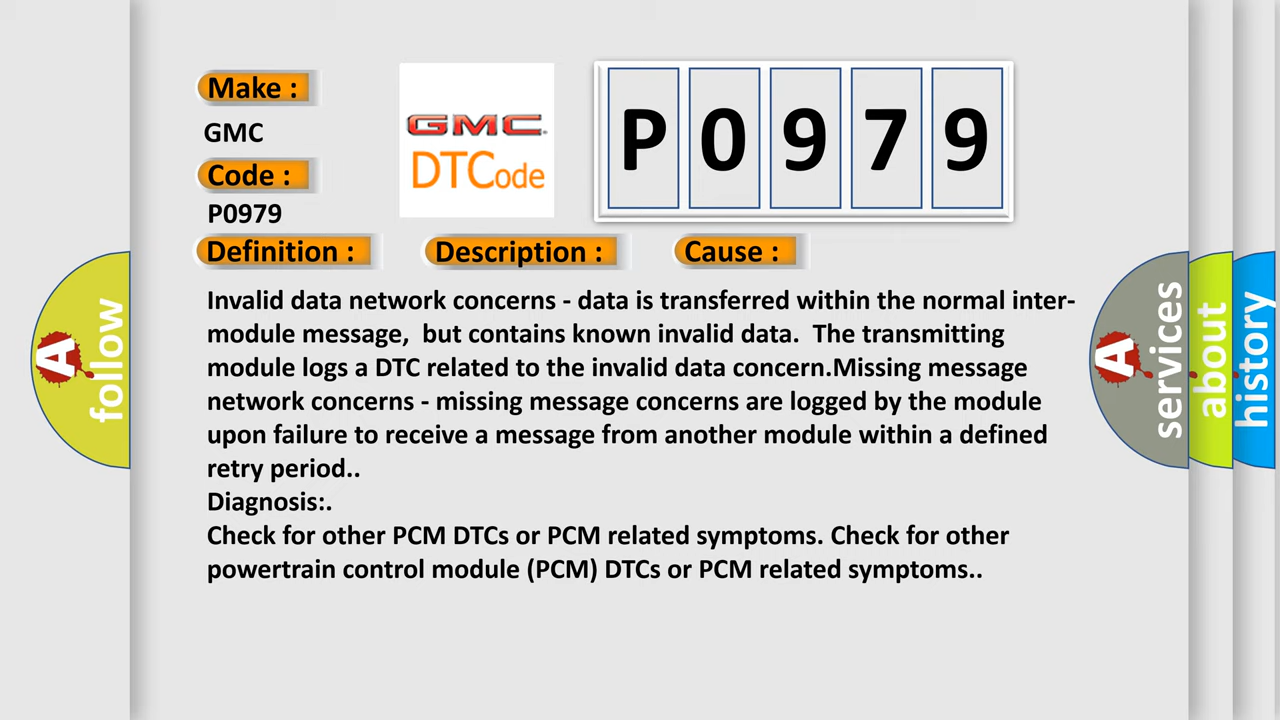 Make :
GMC
Code :
P0979
GMC
DTCode
P0979
Definition :
Description :
Cause :
Invalid data network concerns - data is transferred within the normal inter-
module message,  but contains known invalid data  The transmitting
module logs a DTC related to the invalid data concernMissing message
network concerns - missing message concerns are logged by the module
upon failure to receive a message from another module within a defined
retry period..
Diagnosis:.
Check for other PCM DTCs or PCM related symptoms. Check for other
powertrain control module (PCM) DTCs or PCM related symptoms..
A
follow
A
services
about
history